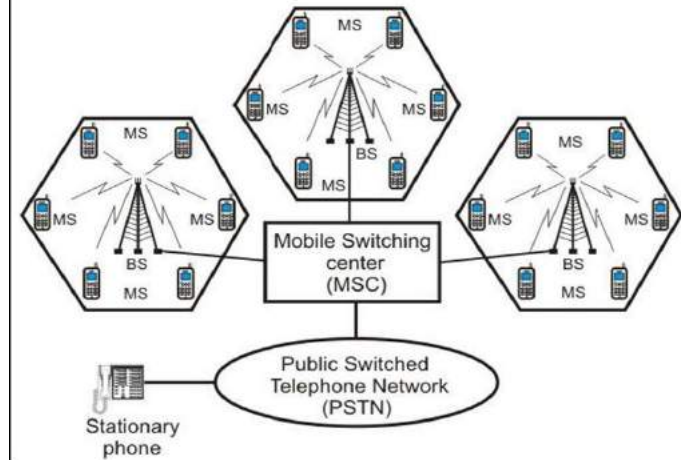 MS
MS
MS
BS
MS
MS
MS
MS
BS
MS
MS
MS
MS
BS
MS
Mobile Switching
center
(MSC)
Public Switched
Telephone Network
(PSTN)
Stationary
phone